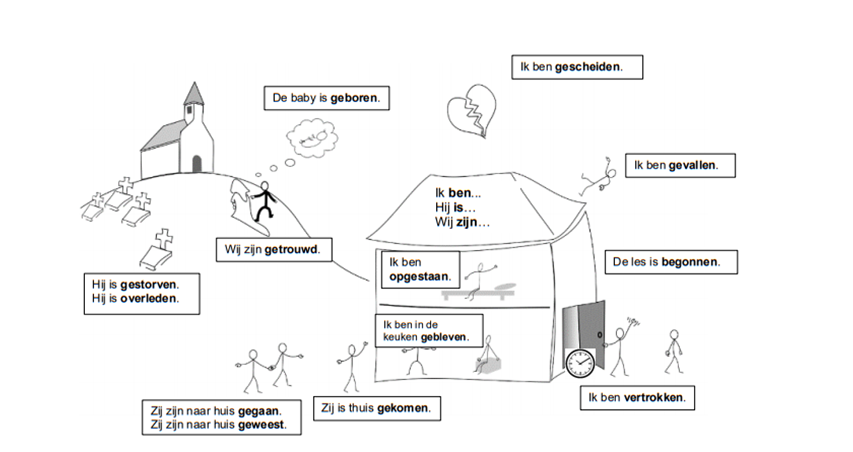 Ik ben gescheiden.
De baby is geboren.
Ik ben gevallen.
Ik ben...
Hij is...
Wij zijn...
Wij zijn getrouwd.
Ik ben
opgestaan.
De les is begonnen.
Hij is gestorven.
Hij is overleden.
Ik ben in de
keuken gebleven.
Zij zijn naar huis gegaan.
Zij zijn naar huis geweest.
Zij is thuis gekomen.
Ik ben vertrokken.